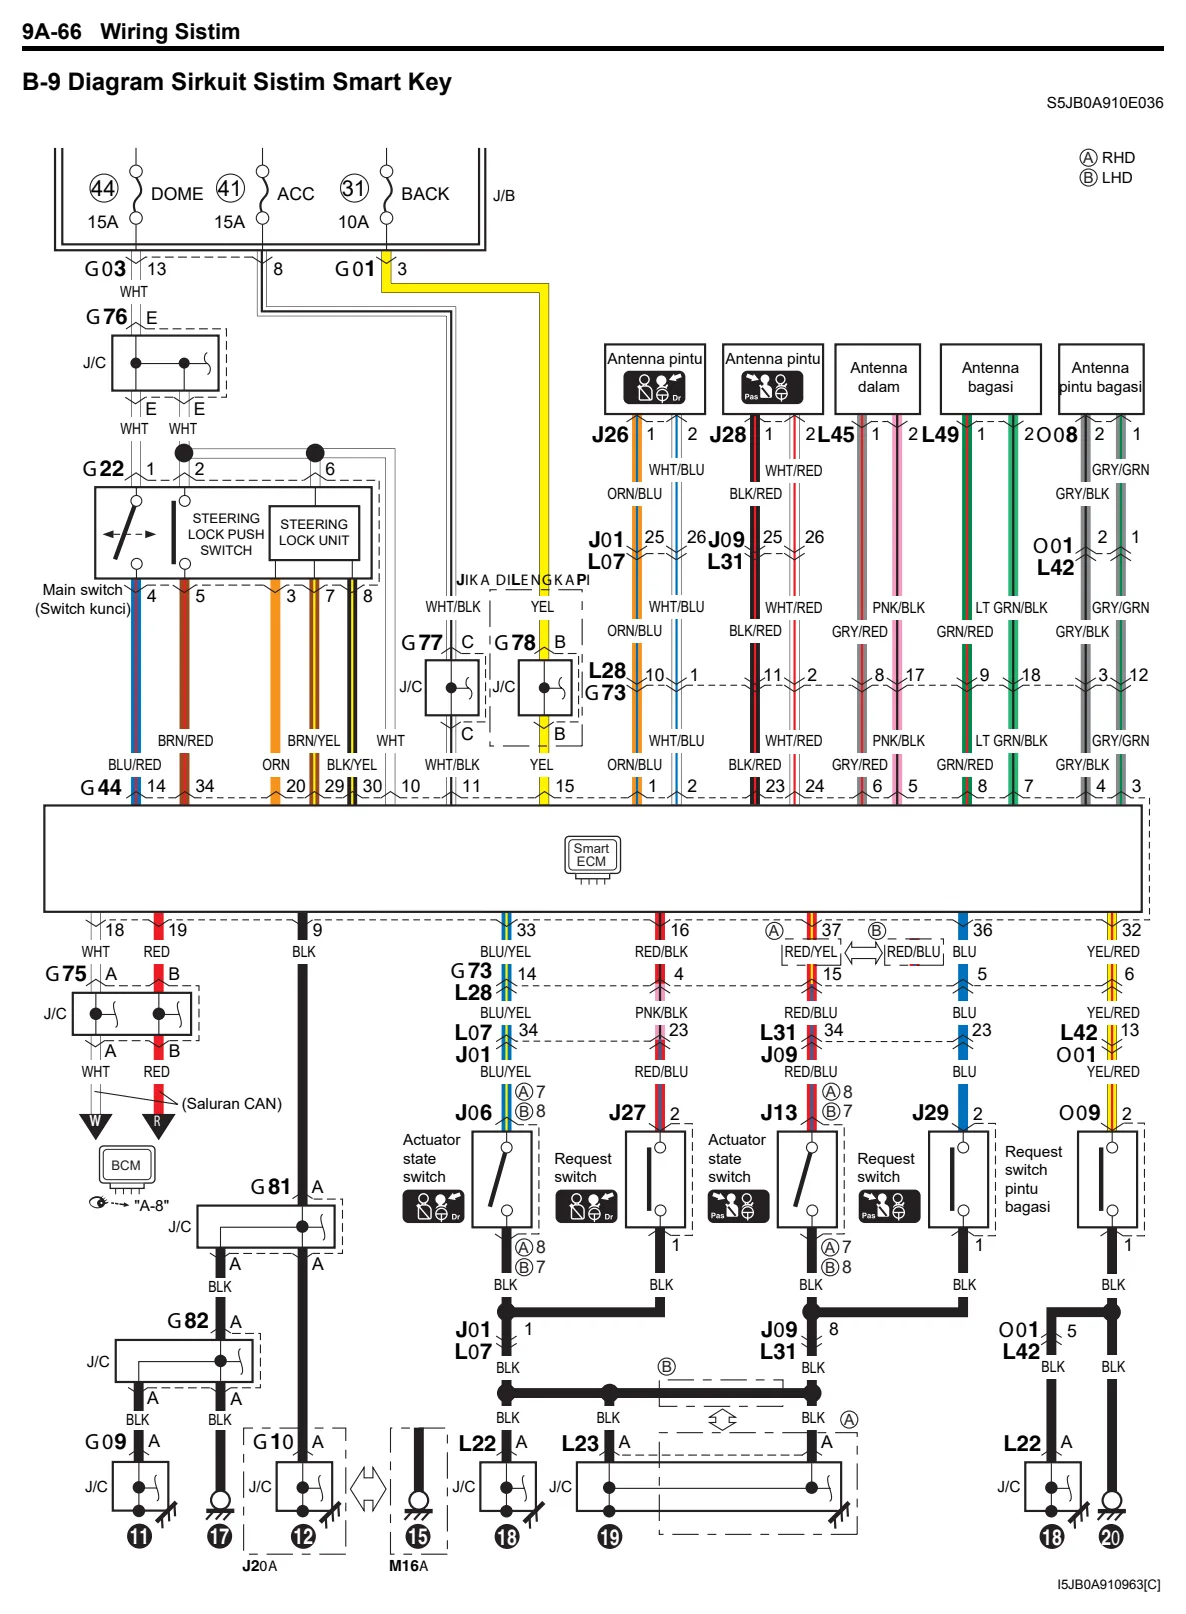 9A-66 Wiring Sistim
B-9 Diagram Sirkuit Sistim Smart Key
S5JB0A910E036
A RHD
B LHD
44 DOME 41 ACC 31 BACK J/B
15A 15A 10A
G03 13 8 G01 3
WHT
G76 E
J/C
E E
WHT WHT
G22 1 2 6
STEERING
LOCK PUSH
SWITCH
STEERING
LOCK UNIT
Main switch
(Switch kunci)
4 5 3 7 8
Antenna pintu Antenna pintu Antenna
dalam Antenna
bagasi Antenna
pintu bagasi
Dr Pas
J26 1 2 J28 1 2 L45 1 2 L49 1 2 O08 2 1
WHT/BLU WHT/RED GRY/GRN
ORN/BLU BLK/RED GRY/BLK
J01 25 26 J09 25 26 O01 2 1
L07 L31 L42
JIKA DILENGKAPI
WHT/BLK YEL WHT/BLU WHT/RED PNK/BLK LT GRN/BLK GRY/GRN
ORN/BLU BLK/RED GRY/RED GRN/RED GRY/BLK
G77 C G78 B
J/C J/C
L28 10 1 11 2 8 17 9 18 3 12
G73
C B
BRN/RED BRN/YEL WHT WHT/BLU WHT/RED PNK/BLK LT GRN/BLK GRY/GRN
BLU/RED ORN BLK/YEL WHT/BLK YEL ORN/BLU BLK/RED GRY/RED GRN/RED GRY/BLK
G44 14 34 20 29 30 10 11 15 1 2 23 24 6 5 8 7 4 3
Smart
ECM
18 19 9 33 16 A 37 B 36 32
WHT RED BLK BLU/YEL RED/BLK RED/YEL RED/BLU BLU YEL/RED
G75 A B G73 14 4 15 5 6
L28
J/C BLU/YEL PNK/BLK RED/BLU BLU YEL/RED
A B L07 34 23 L31 34 23 L42 13
J01 J09 O01
WHT RED BLU/YEL RED/BLU RED/BLU BLU YEL/RED
(Saluran CAN)
W R
A 7 A 8
J06 B 8 J27 2 J13 B 7 J29 2 O09 2
BCM
"A-8"
Actuator
state
switch
Dr
Request
switch
Dr
Actuator
state
switch
Pas
Request
switch
Pas
Request
switch
pintu
bagasi
G81 A
J/C
A A
A 8 1 A 7 1 1
B 7 B 8
BLK BLK BLK BLK BLK BLK
G82 A J01 1 J09 8 O01 5
L07 L31 L42
J/C BLK B BLK BLK BLK
A A
BLK BLK BLK BLK BLK A
G09 A G10 A L22 A L23 A A L22 A
J/C J/C J/C J/C J/C
11 17 12 15 18 19 18 20
J20A M16A
I5JB0A910963[C]